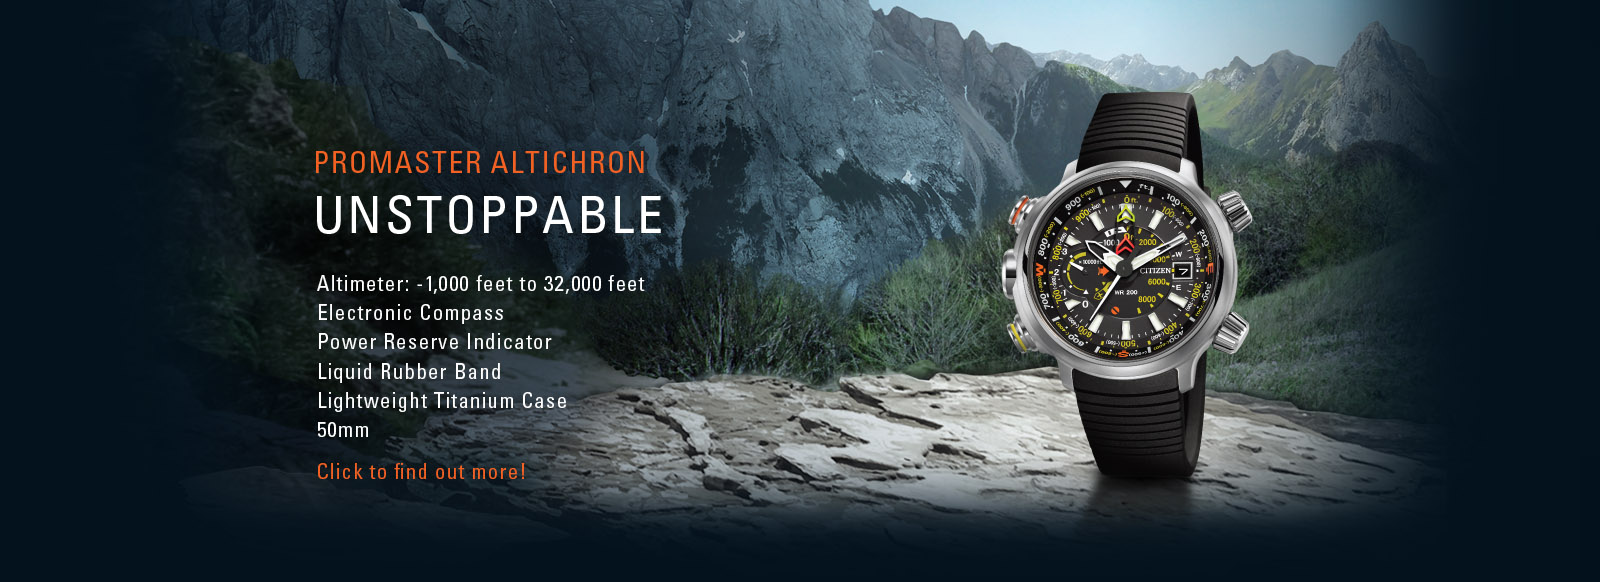 PROMASTER ALTICHRON
UNSTOPPABLE
Altimeter: -1,000 feet to 32,000 feet
Electronic Compass
Power Reserve Indicator
Liquid Rubber Band
Lightweight Titanium Case
50mm
Click to find out more!
CITIZEN
WR 200